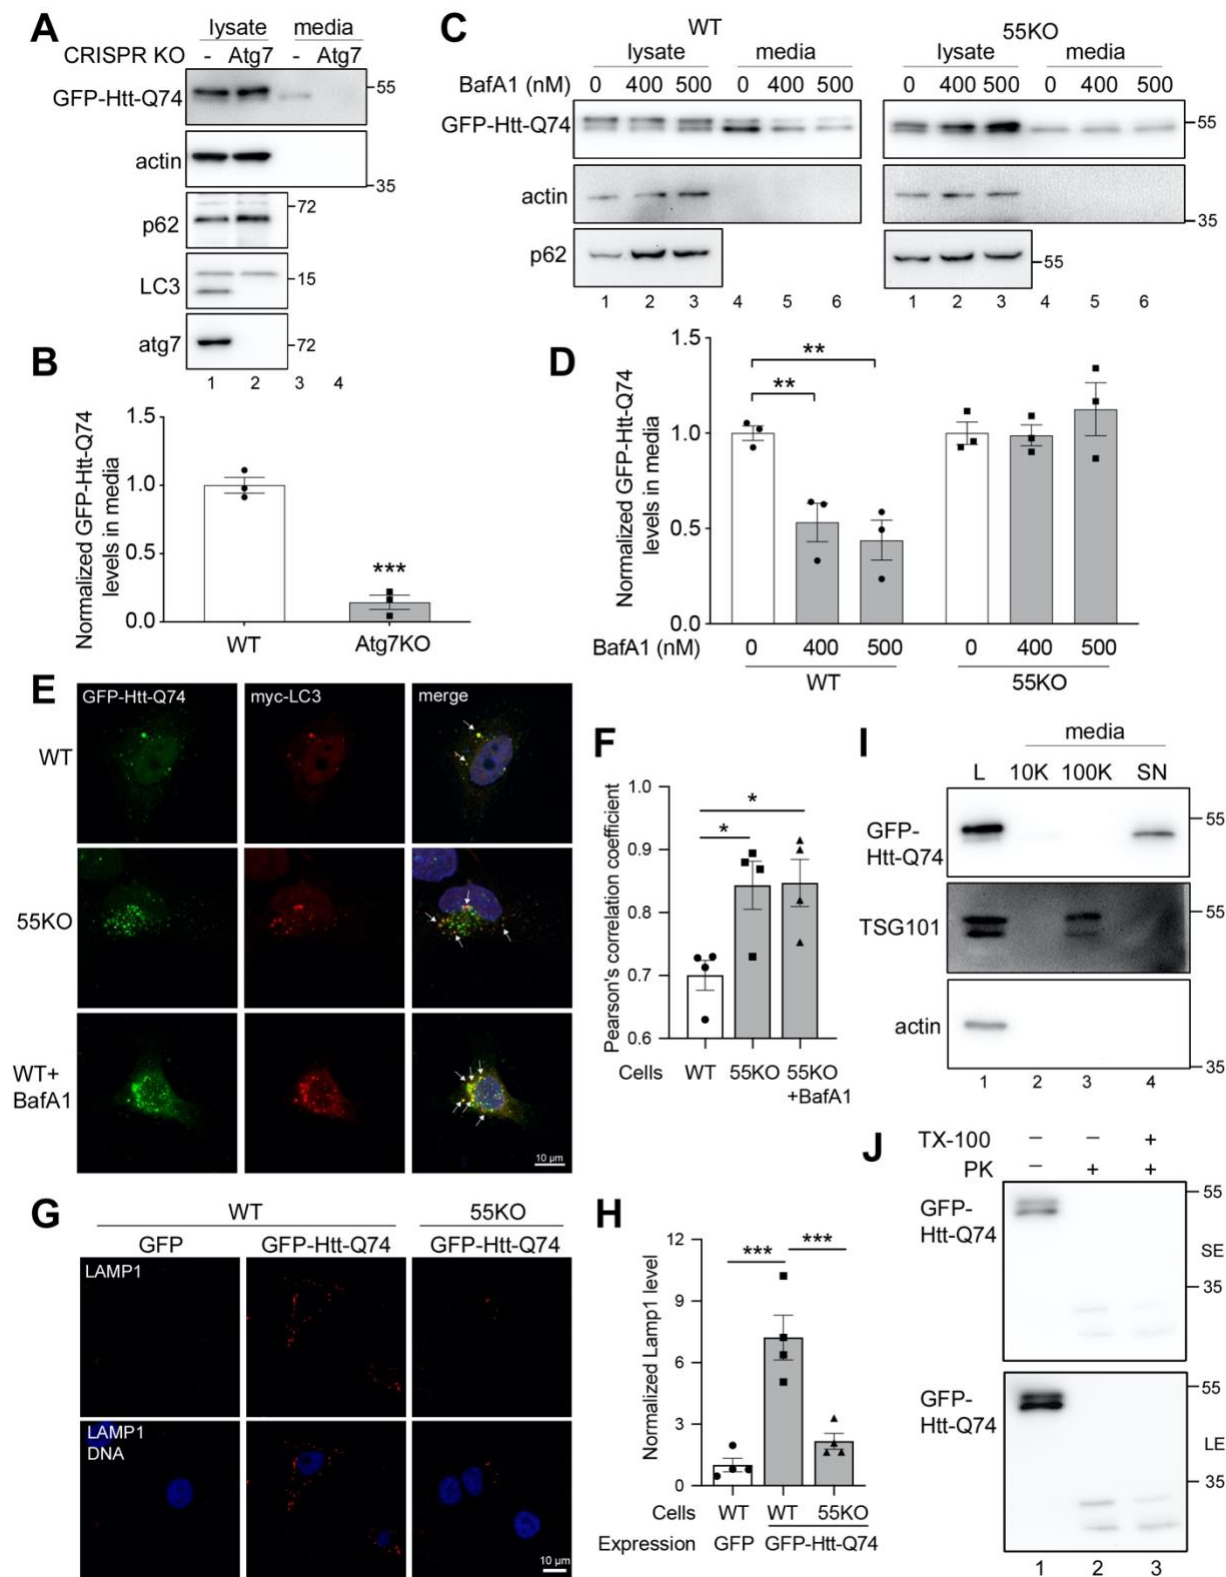 A
lysate media
CRISPR KO - Atg7 - Atg7
GFP-Htt-Q74
55
actin
35
p62
72
LC3
15
atg7
72
1 2 3 4
B
Normalized GFP-Htt-Q74
levels in media
1.5
1.0
0.5
0.0
***
WT Atg7KO
C
WT 55KO
lysate media lysate media
BafA1 (nM) 0 400 500 0 400 500 0 400 500 0 400 500
GFP-Htt-Q74
55
actin
35
p62
55
1 2 3 4 5 6 1 2 3 4 5 6
D
Normalized GFP-Htt-Q74
levels in media
1.5
1.0
0.5
0.0
**
**
BafA1 (nM) 0 400 500 0 400 500
WT 55KO
E
GFP-Htt-Q74 myc-LC3 merge
WT
55KO
WT+
BafA1
10 µm
F
Pearson's correlation coefficient
1.0
0.9
0.8
0.7
0.6
*
*
Cells WT 55KO 55KO
+BafA1
G
WT 55KO
GFP GFP-Htt-Q74 GFP-Htt-Q74
LAMP1
LAMP1
DNA
10 µm
H
Normalized Lamp1 level
12
9
6
3
0
*** ***
Cells WT WT 55KO
Expression GFP GFP-Htt-Q74
I
media
L 10K 100K SN
GFP-
Htt-Q74
55
TSG101
55
actin
35
1 2 3 4
J
TX-100 – – +
PK – + +
GFP-
Htt-Q74
55
SE
35
GFP-
Htt-Q74
55
LE
35
1 2 3